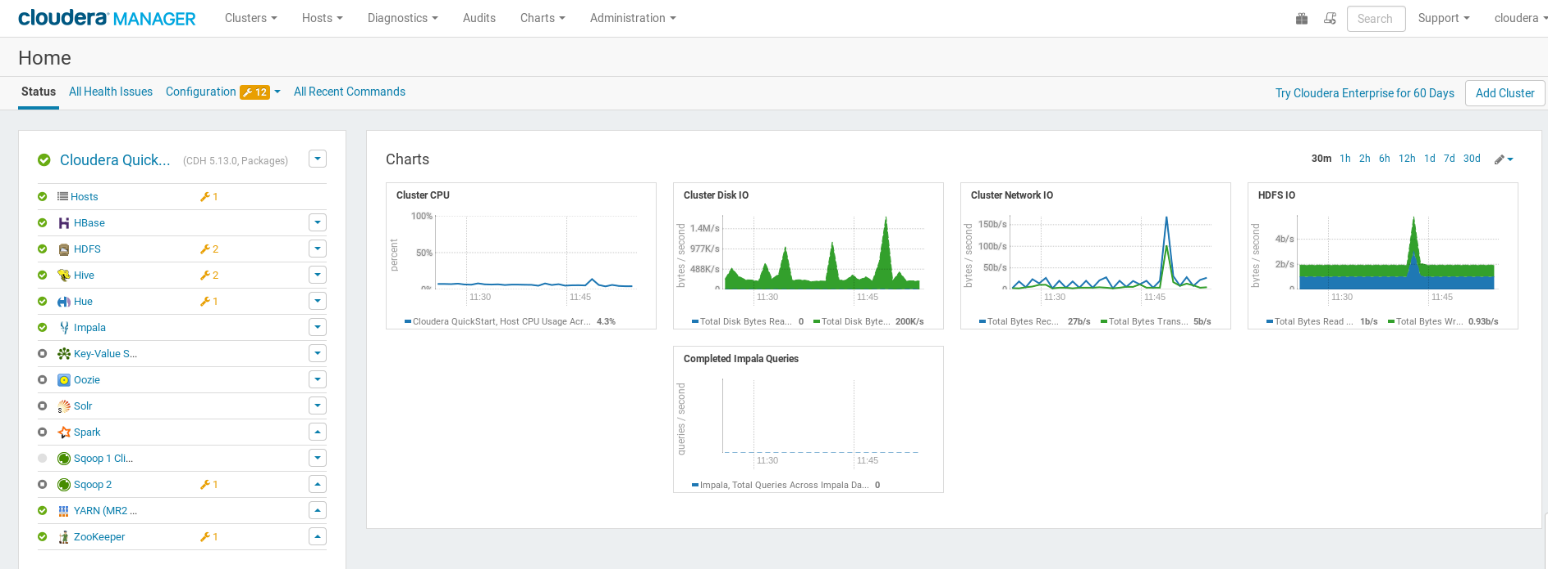 cloudera MANAGER Clusters Hosts Diagnostics Audits Charts Administration Search Support cloudera
Home
Status All Health Issues Configuration 12 All Recent Commands Try Cloudera Enterprise for 60 Days Add Cluster
Cloudera Quick... (CDH 5.13.0, Packages)
Hosts 1
HBase
HDFS 2
Hive 2
Hue 1
Impala
Key-Value S...
Oozie
Solr
Spark
Sqoop 1 Cli...
Sqoop 2 1
YARN (MR2 ...
ZooKeeper 1
Charts 30m 1h 2h 6h 12h 1d 7d 30d
Cluster CPU
percent
100%
50%
0%
11:30 11:45
Cloudera QuickStart, Host CPU Usage Acr... 4.3%
Cluster Disk IO
bytes / second
1.4M/s
977K/s
488K/s
0
11:30 11:45
Total Disk Bytes Rea... 0 Total Disk Byte... 200K/s
Cluster Network IO
bytes / second
150b/s
100b/s
50b/s
0
11:30 11:45
Total Bytes Rec... 27b/s Total Bytes Trans... 5b/s
HDFS IO
bytes / second
4b/s
2b/s
0
11:30 11:45
Total Bytes Read ... 1b/s Total Bytes Wr... 0.93b/s
Completed Impala Queries
queries / second
11:30 11:45
Impala, Total Queries Across Impala Da... 0